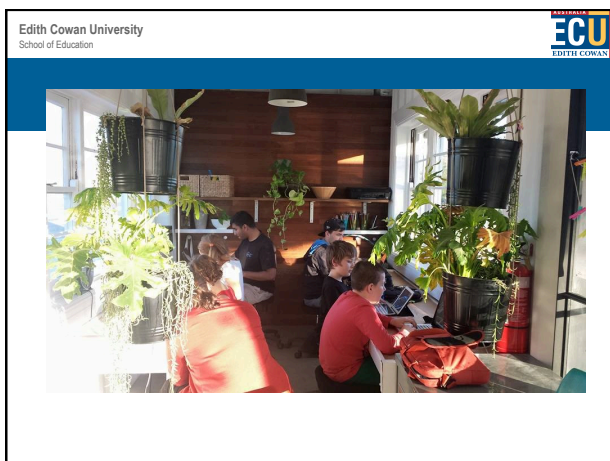 Edith Cowan University
School of Education
AUSTRALIA
ECU
EDITH COWAN